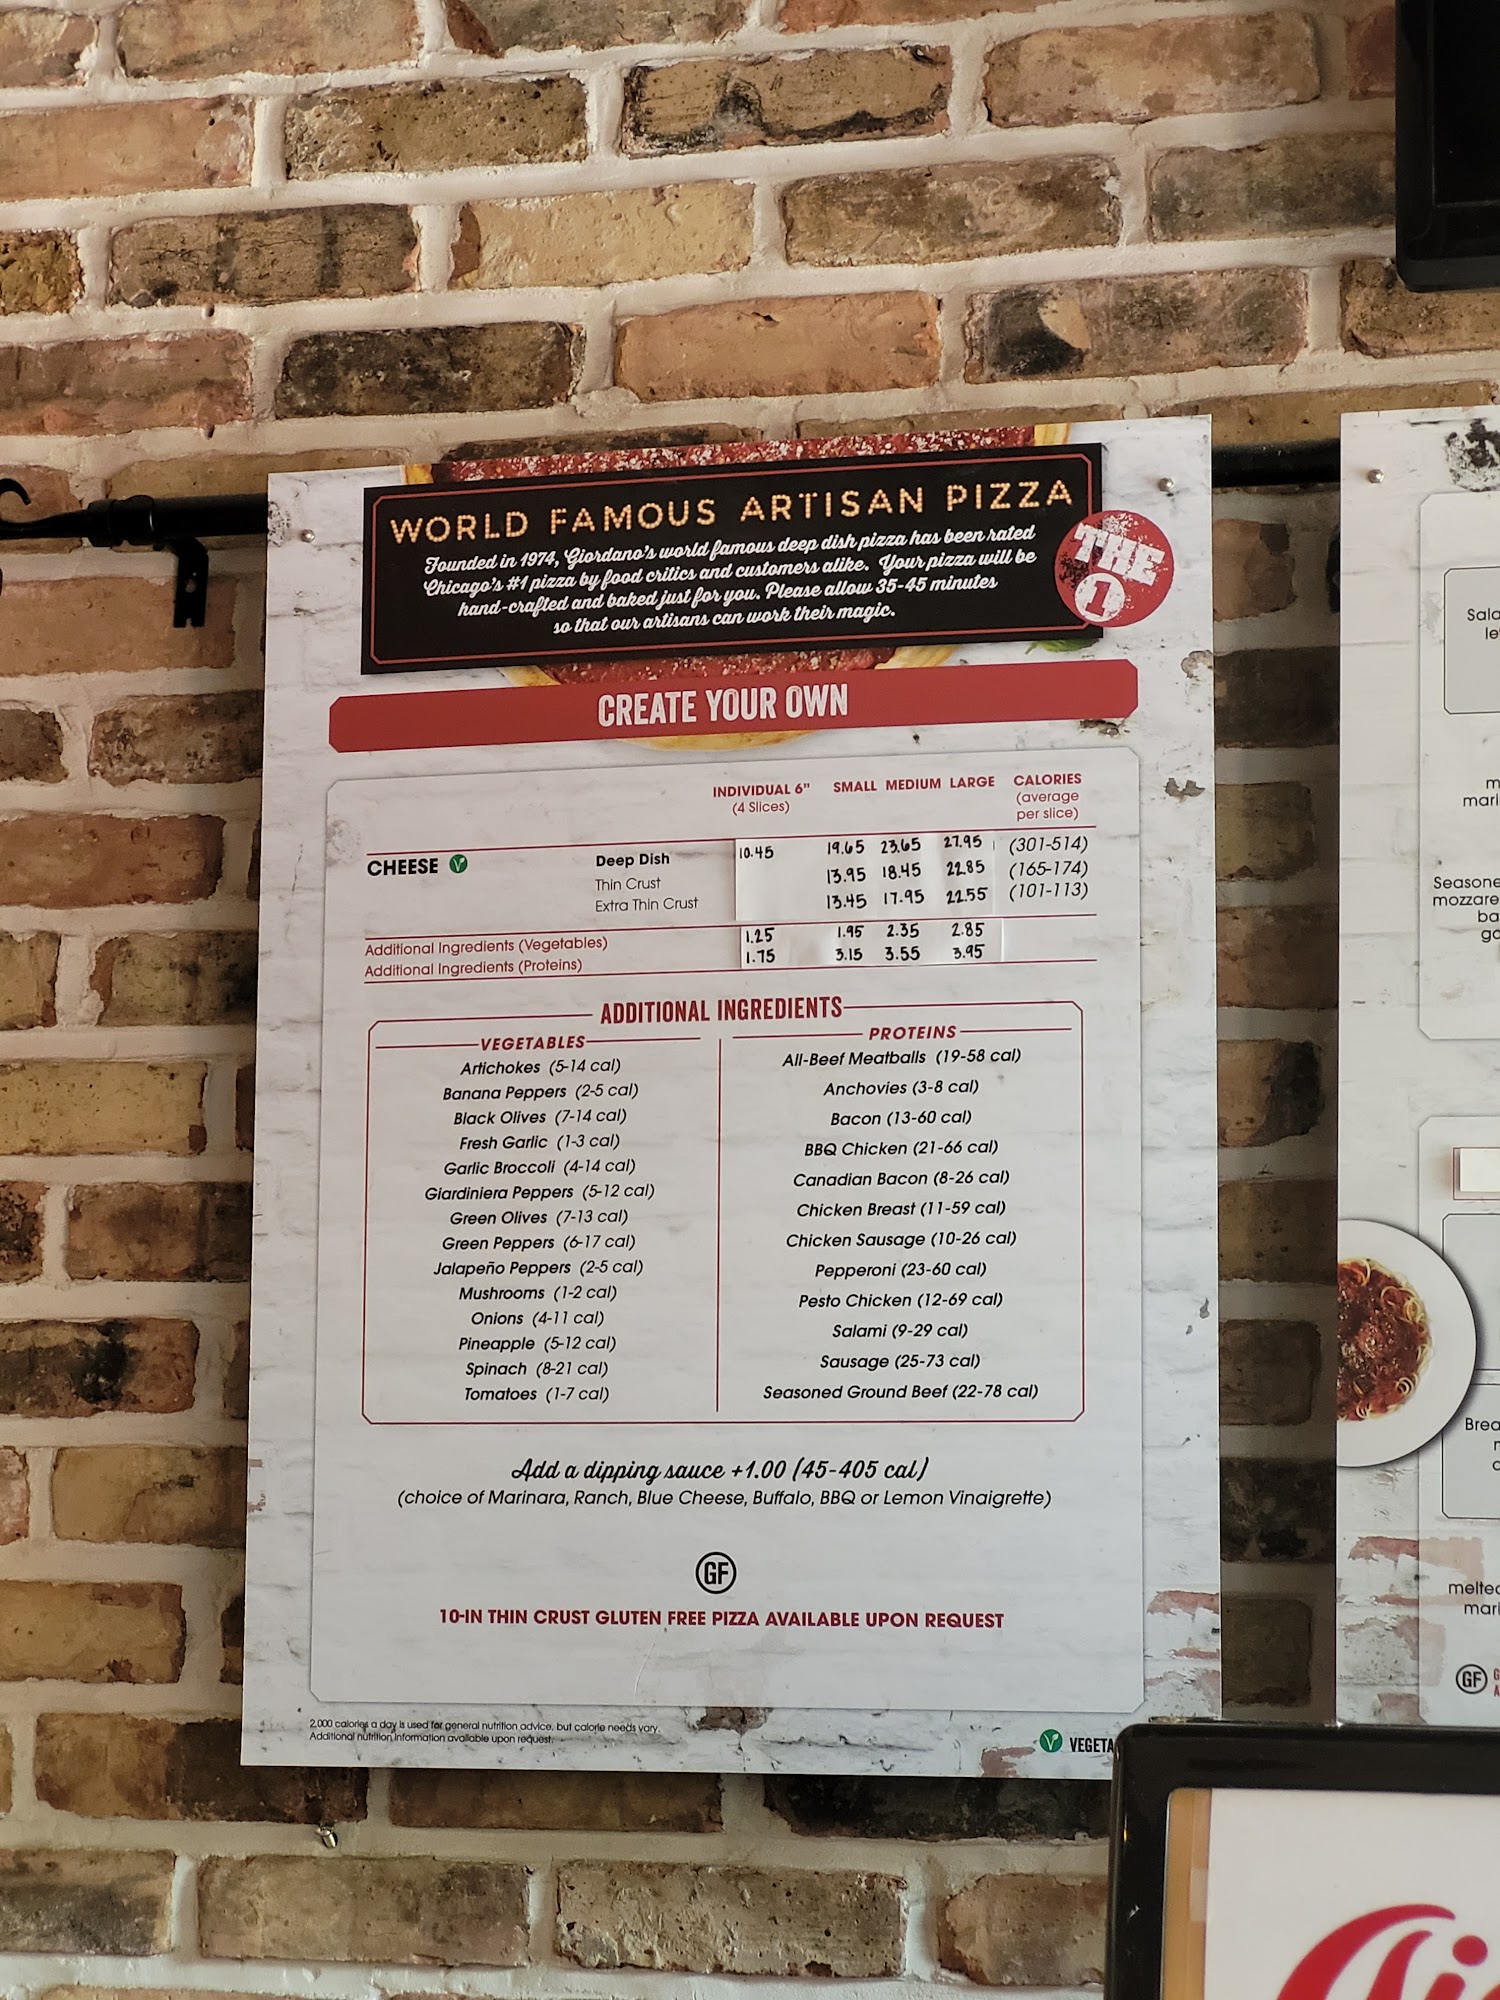 WORLD FAMOUS ARTISAN PIZZA
Founded in 1974, Giordano's world famous deep dish pizza has been rated
Chicago's #1 pizza by food critics and customers alike. Your pizza will be
hand-crafted and baked just for you. Please allow 35-45 minutes
so that our artisans can work their magic.
THE
1
CREATE YOUR OWN
INDIVIDUAL 6" SMALL MEDIUM LARGE CALORIES
(4 Slices) (average
per slice)
CHEESE V Deep Dish 10.45 19.65 23.65 27.95 (301-514)
Thin Crust 13.95 18.45 22.85 (165-174)
Extra Thin Crust 13.45 17.95 22.55 (101-113)
Additional Ingredients (Vegetables) 1.25 1.95 2.35 2.85
Additional Ingredients (Proteins) 1.75 3.15 3.55 3.95
ADDITIONAL INGREDIENTS
VEGETABLES
Artichokes (5-14 cal)
Banana Peppers (2-5 cal)
Black Olives (7-14 cal)
Fresh Garlic (1-3 cal)
Garlic Broccoli (4-14 cal)
Giardiniera Peppers (5-12 cal)
Green Olives (7-13 cal)
Green Peppers (6-17 cal)
Jalapeño Peppers (2-5 cal)
Mushrooms (1-2 cal)
Onions (4-11 cal)
Pineapple (5-12 cal)
Spinach (8-21 cal)
Tomatoes (1-7 cal)
PROTEINS
All-Beef Meatballs (19-58 cal)
Anchovies (3-8 cal)
Bacon (13-60 cal)
BBQ Chicken (21-66 cal)
Canadian Bacon (8-26 cal)
Chicken Breast (11-59 cal)
Chicken Sausage (10-26 cal)
Pepperoni (23-60 cal)
Pesto Chicken (12-69 cal)
Salami (9-29 cal)
Sausage (25-73 cal)
Seasoned Ground Beef (22-78 cal)
Add a dipping sauce +1.00 (45-405 cal)
(choice of Marinara, Ranch, Blue Cheese, Buffalo, BBQ or Lemon Vinaigrette)
GF
10-IN THIN CRUST GLUTEN FREE PIZZA AVAILABLE UPON REQUEST
2,000 calories a day is used for general nutrition advice, but calorie needs vary.
Additional nutrition information available upon request.
V VEGETA
GF